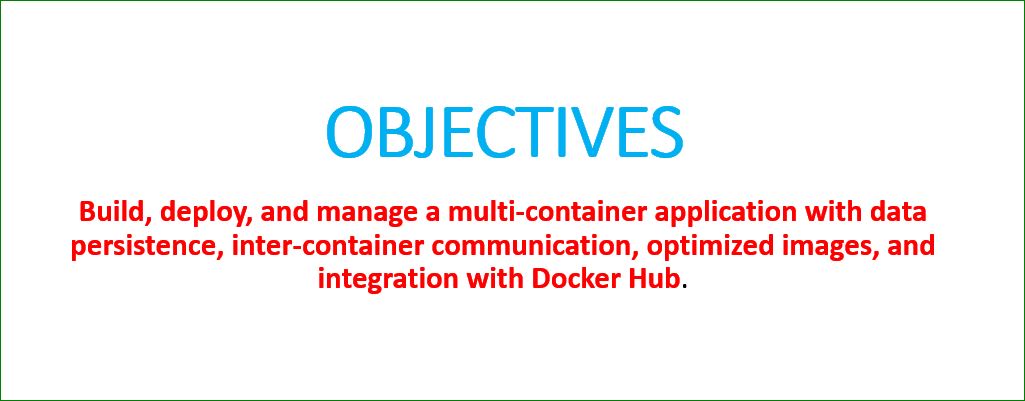 OBJECTIVES
Build, deploy, and manage a multi-container application with data
persistence, inter-container communication, optimized images, and
integration with Docker Hub.